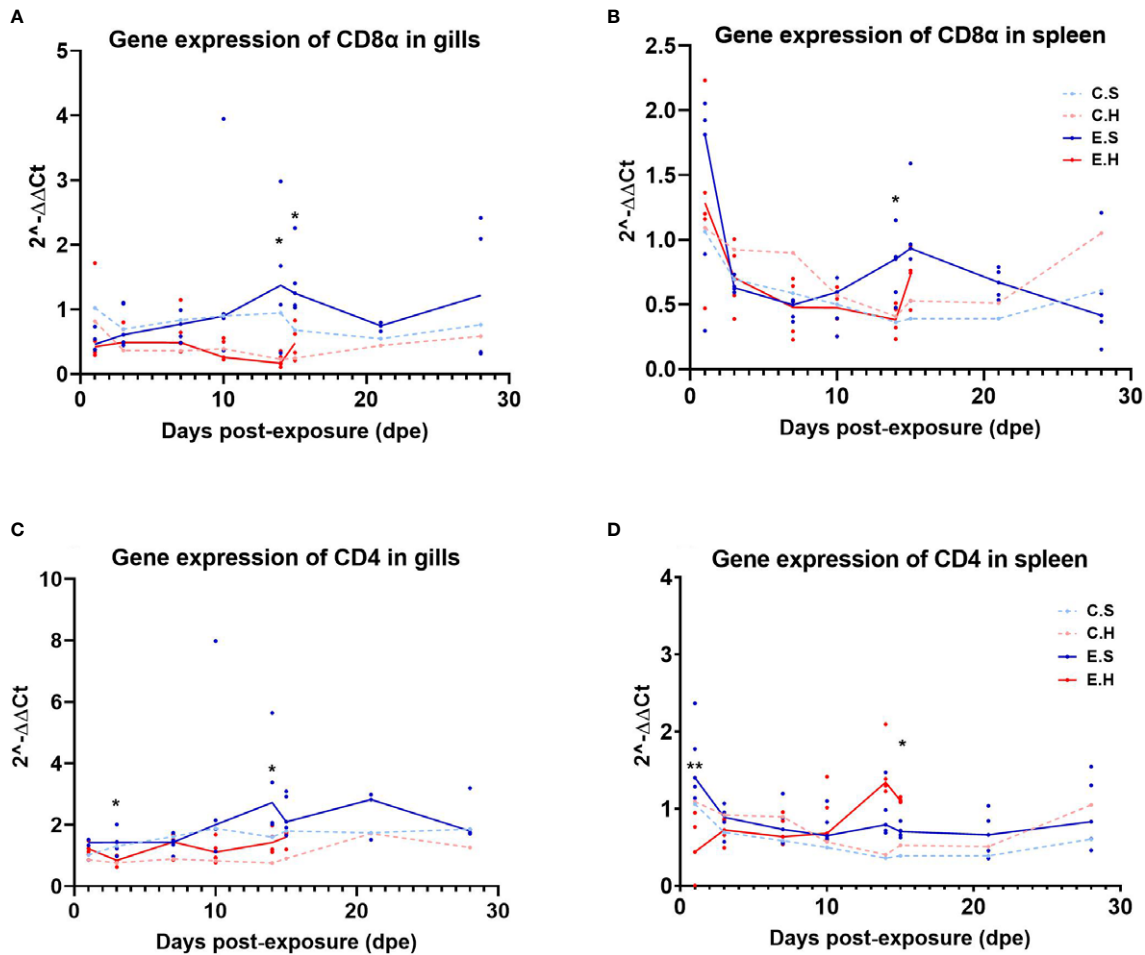 A
Gene expression of CD8α in gills
5
4
3
2
1
0
2^-ΔΔCt
*
*
0
10
20
30
Days post-exposure (dpe)
B
Gene expression of CD8α in spleen
2.5
2.0
1.5
1.0
0.5
0.0
2^-ΔΔCt
C.S
C.H
E.S
E.H
*
0
10
20
30
Days post-exposure (dpe)
C
Gene expression of CD4 in gills
10
8
6
4
2
0
2^-ΔΔCt
*
*
0
10
20
30
Days post-exposure (dpe)
D
Gene expression of CD4 in spleen
4
3
2
1
0
2^-ΔΔCt
C.S
C.H
E.S
E.H
**
*
0
10
20
30
Days post-exposure (dpe)